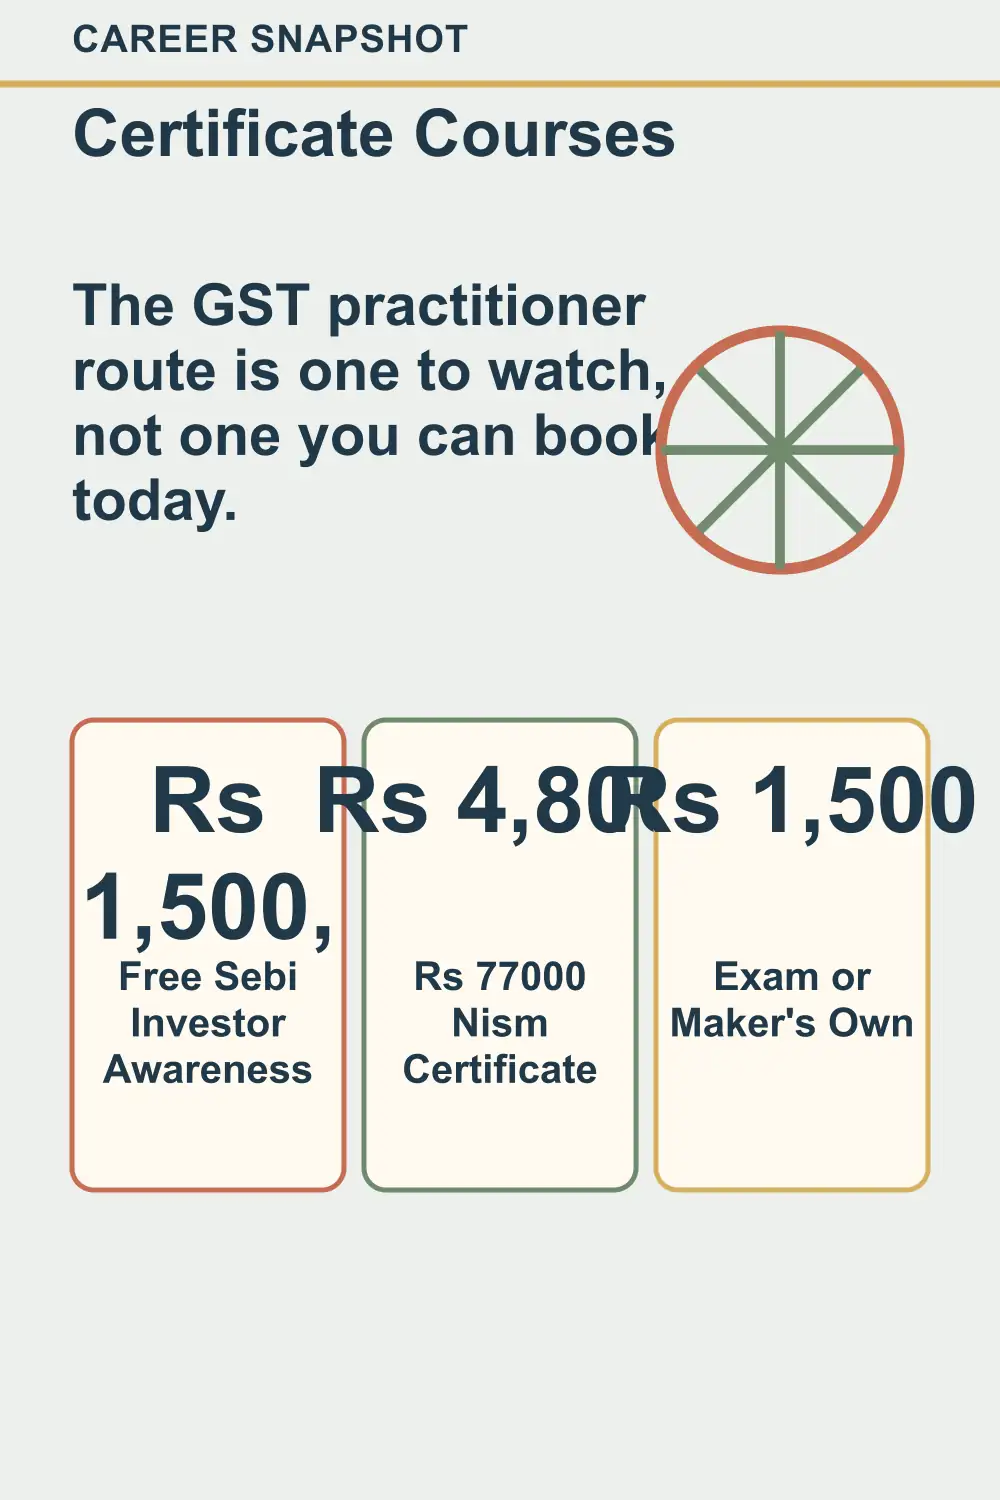 CAREER SNAPSHOT
Certificate Courses
The GST practitioner
route is one to watch,
not one you can book
today.
Rs
1,500,
Free Sebi
Investor
Awareness
Rs 4,80
Rs 77000
Nism
Certificate
Rs 1,500
Exam or
Maker's Own